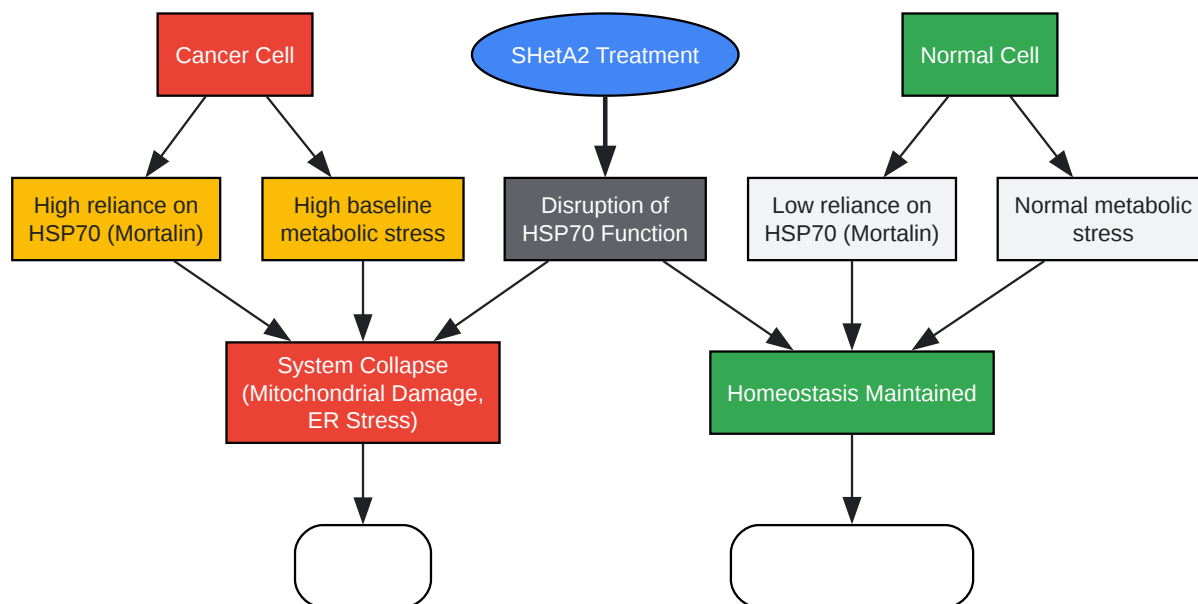 Cancer Cell
SHetA2 Treatment
Normal Cell
High reliance on
HSP70 (Mortalin)
High baseline
metabolic stress
Disruption of
HSP70 Function
Low reliance on
HSP70 (Mortalin)
Normal metabolic
stress
System Collapse
(Mitochondrial Damage,
ER Stress)
Homeostasis Maintained